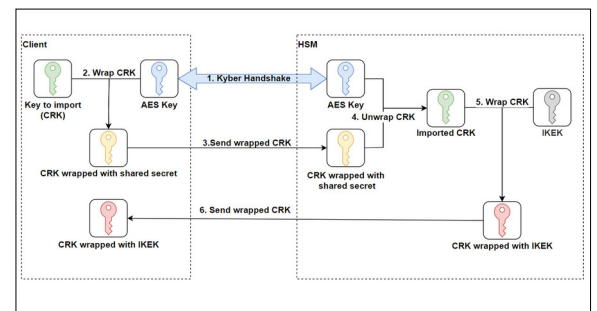 Client
HSM
2. Wrap CRK
1. Kyber Handshake
5. Wrap CRK
Key to import
(CRK)
AES Key
AES Key
4. Unwrap CRK
Imported CRK
IKEK
3.Send wrapped CRK
CRK wrapped with shared secret
CRK wrapped with
shared secret
6. Send wrapped CRK
CRK wrapped with IKEK
CRK wrapped with IKEK